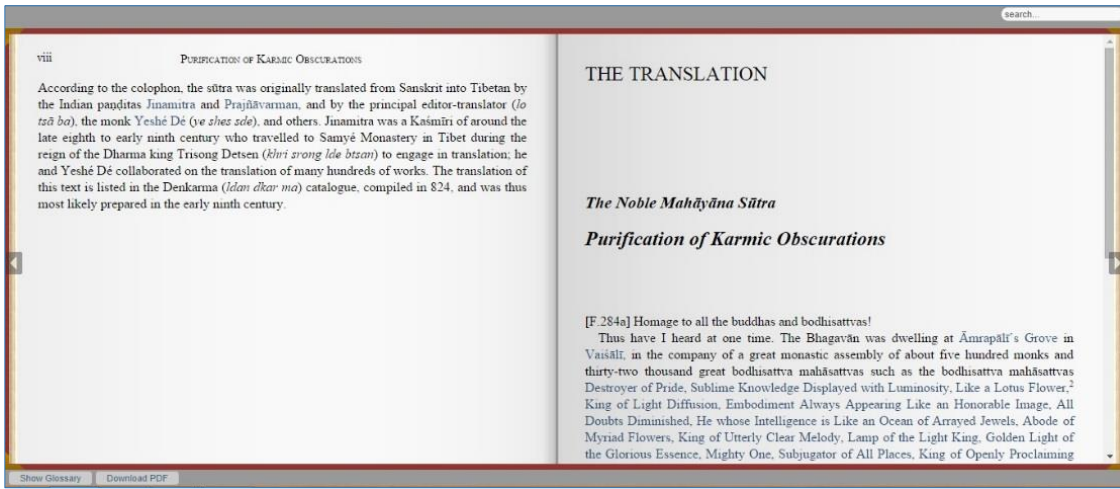 search...
viii
PURIFICATION OF KARMIC OBSCURATIONS
According to the colophon, the sūtra was originally translated from Sanskrit into Tibetan by
the Indian paṇḍitas Jinamitra and Prajñāvarman, and by the principal editor-translator (lo
tsā ba), the monk Yeshé Dé (ye shes sde), and others. Jinamitra was a Kaśmīri of around the
late eighth to early ninth century who travelled to Samyé Monastery in Tibet during the
reign of the Dharma king Trisong Detsen (khri srong lde btsan) to engage in translation; he
and Yeshé Dé collaborated on the translation of many hundreds of works. The translation of
this text is listed in the Denkarma (ldan dkar ma) catalogue, compiled in 824, and was thus
most likely prepared in the early ninth century.
THE TRANSLATION
The Noble Mahāyāna Sūtra
Purification of Karmic Obscurations
[F.284a] Homage to all the buddhas and bodhisattvas!
Thus have I heard at one time. The Bhagavān was dwelling at Āmrapālī's Grove in
Vaiśālī, in the company of a great monastic assembly of about five hundred monks and
thirty-two thousand great bodhisattva mahāsattvas such as the bodhisattva mahāsattvas
Destroyer of Pride, Sublime Knowledge Displayed with Luminosity, Like a Lotus Flower,2
King of Light Diffusion, Embodiment Always Appearing Like an Honorable Image, All
Doubts Diminished, He whose Intelligence is Like an Ocean of Arrayed Jewels, Abode of
Myriad Flowers, King of Utterly Clear Melody, Lamp of the Light King, Golden Light of
the Glorious Essence, Mighty One, Subjugator of All Places, King of Openly Proclaiming
Show Glossary
Download PDF